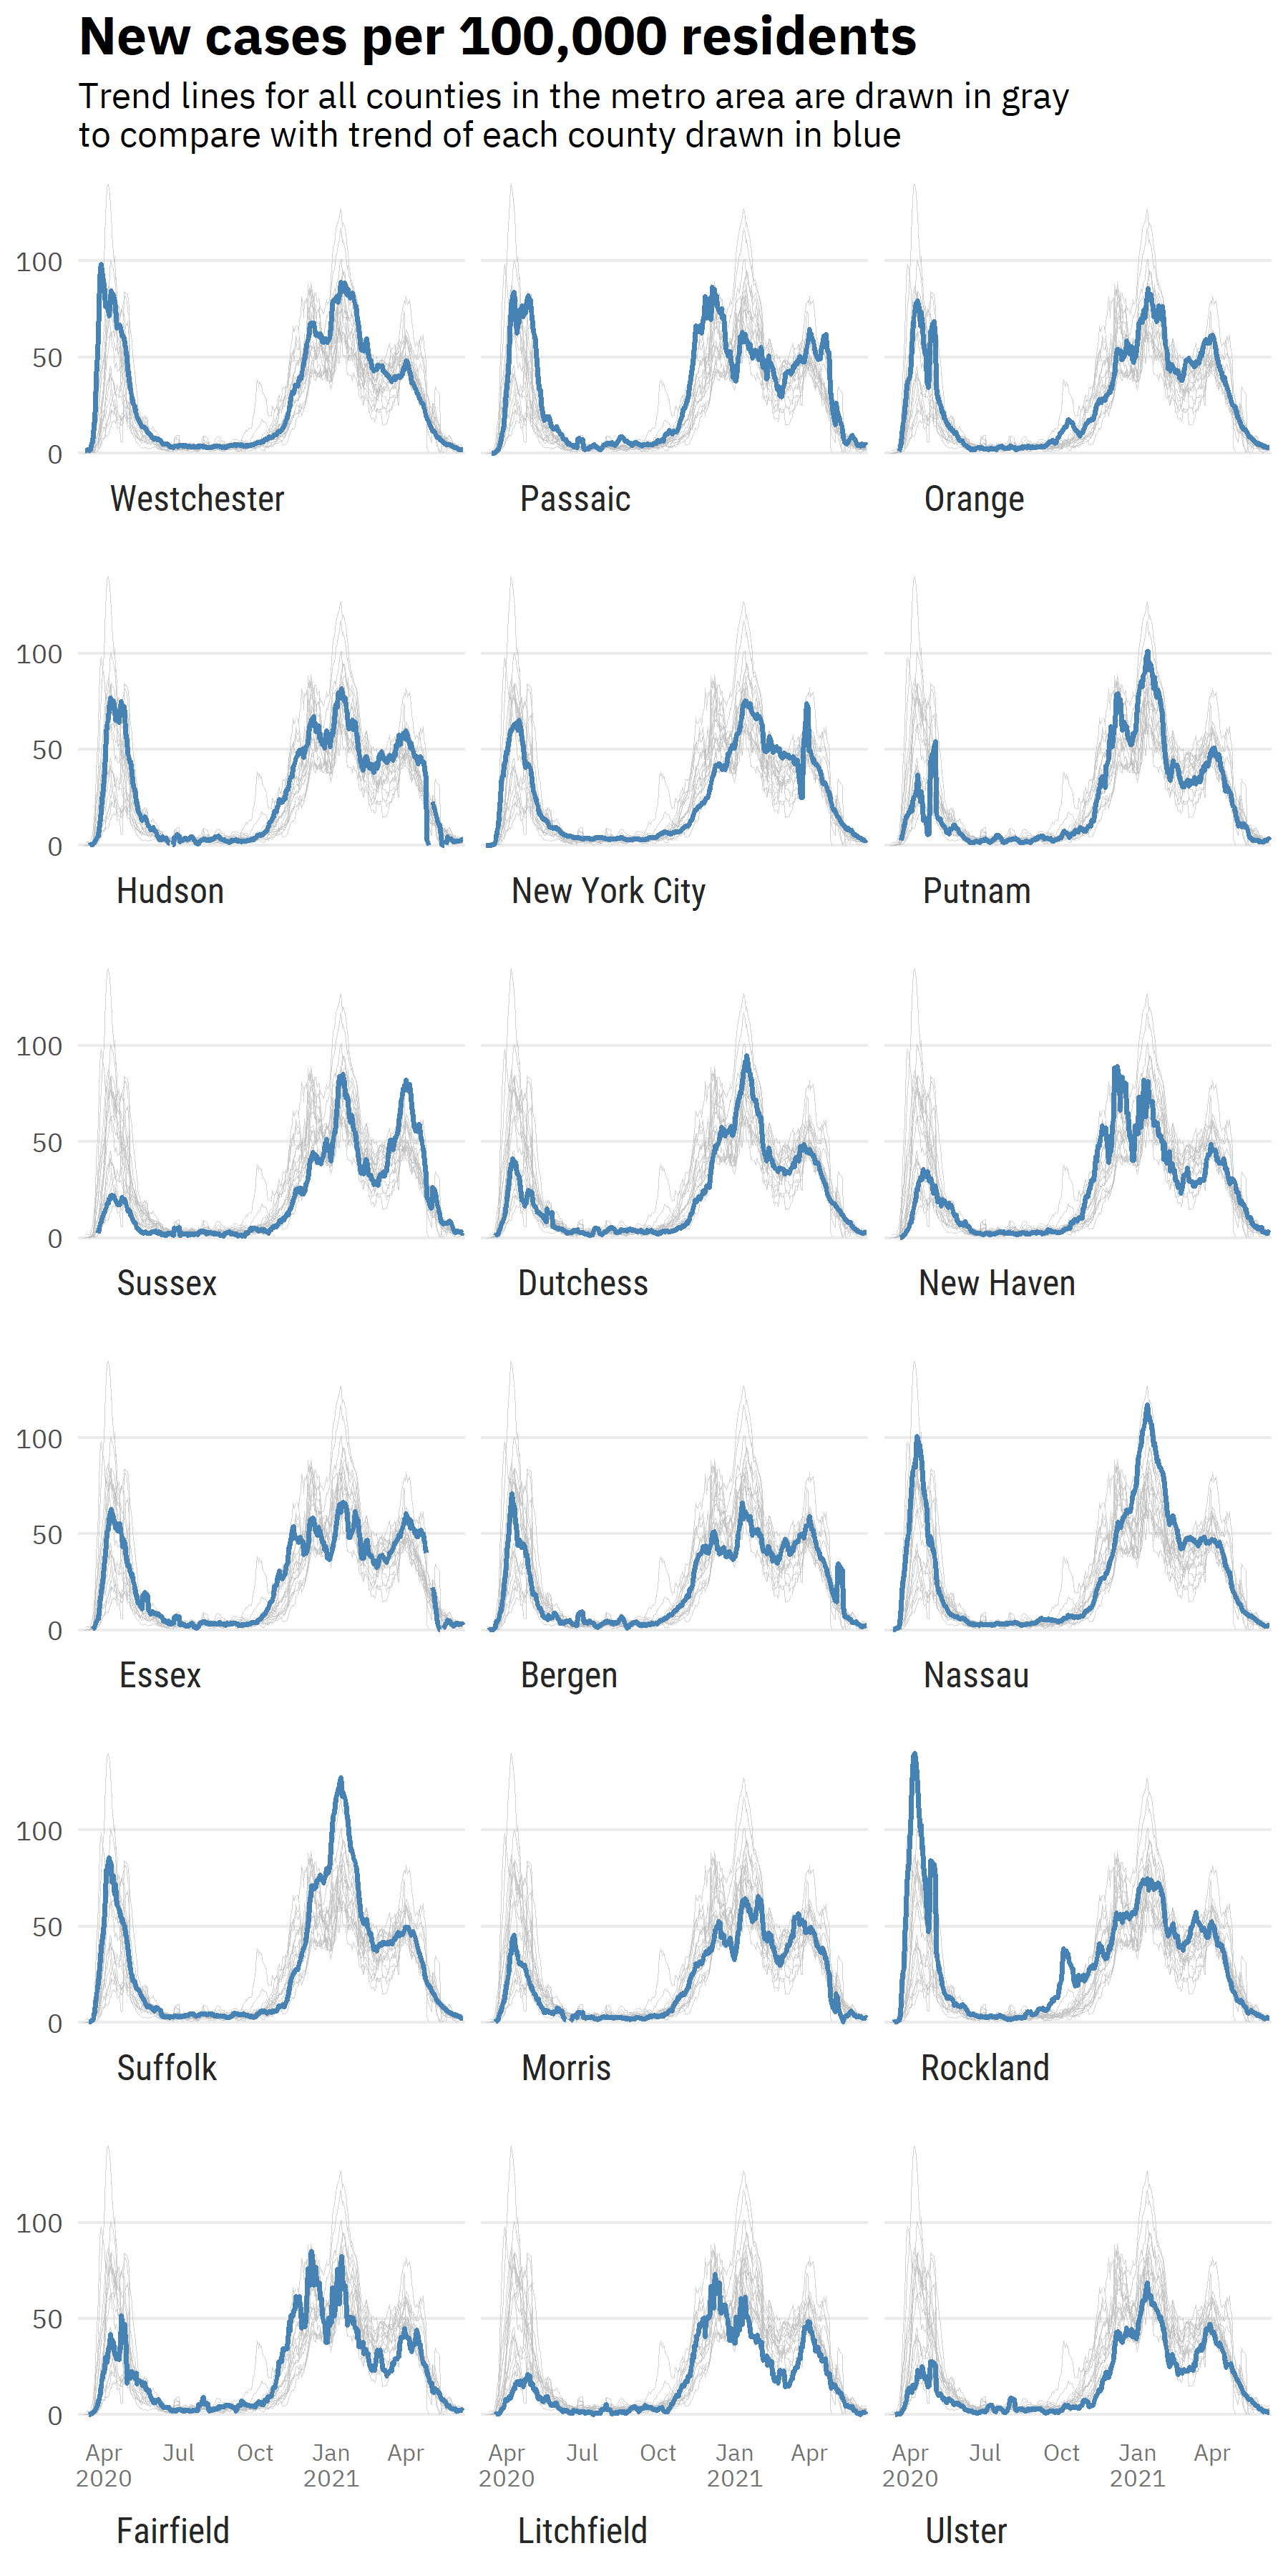 New cases per 100,000 residents
Trend lines for all counties in the metro area are drawn in gray
to compare with trend of each county drawn in blue
100
50
0
Westchester Passaic Orange
100
50
0
Hudson New York City Putnam
100
50
0
Sussex Dutchess New Haven
100
50
0
Essex Bergen Nassau
100
50
0
Suffolk Morris Rockland
100
50
0
Apr Jul Oct Jan Apr Apr Jul Oct Jan Apr Apr Jul Oct Jan Apr
2020 2021 2020 2021 2020 2021
Fairfield Litchfield Ulster